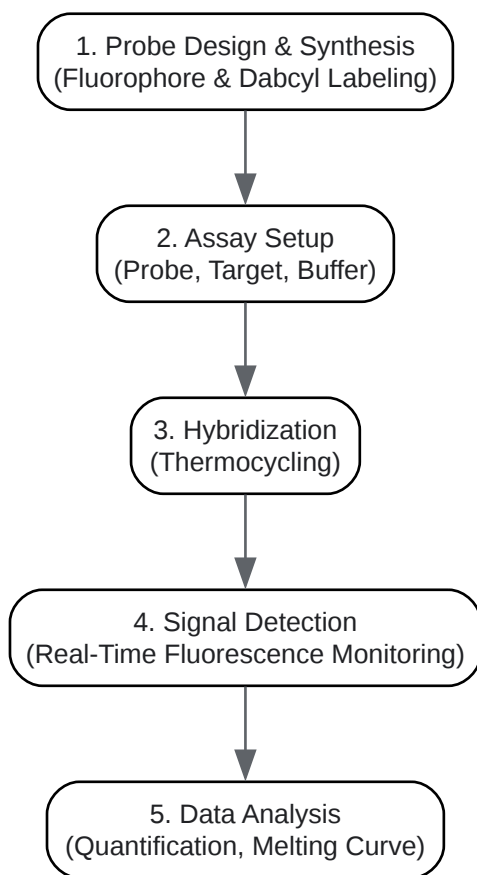 1. Probe Design & Synthesis
(Fluorophore & Dabcyl Labeling)
2. Assay Setup
(Probe, Target, Buffer)
3. Hybridization
(Thermocycling)
4. Signal Detection
(Real-Time Fluorescence Monitoring)
5. Data Analysis
(Quantification, Melting Curve)